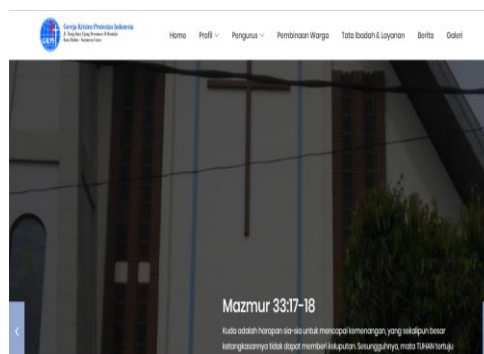 Gereja Kristen Protestan Indonesia
Home Profil Pengurus Pembinaan Warga Tata Ibadah & Layanan Berita Galeri
Mazmur 33:17-18
Kuda adalah harapan sia-sia untuk mencapai kemenangan, yang sekalipun besar
ketangkasannya tidak dapat memberi keluputan. Sesungguhnya, mata TUHAN tertuju